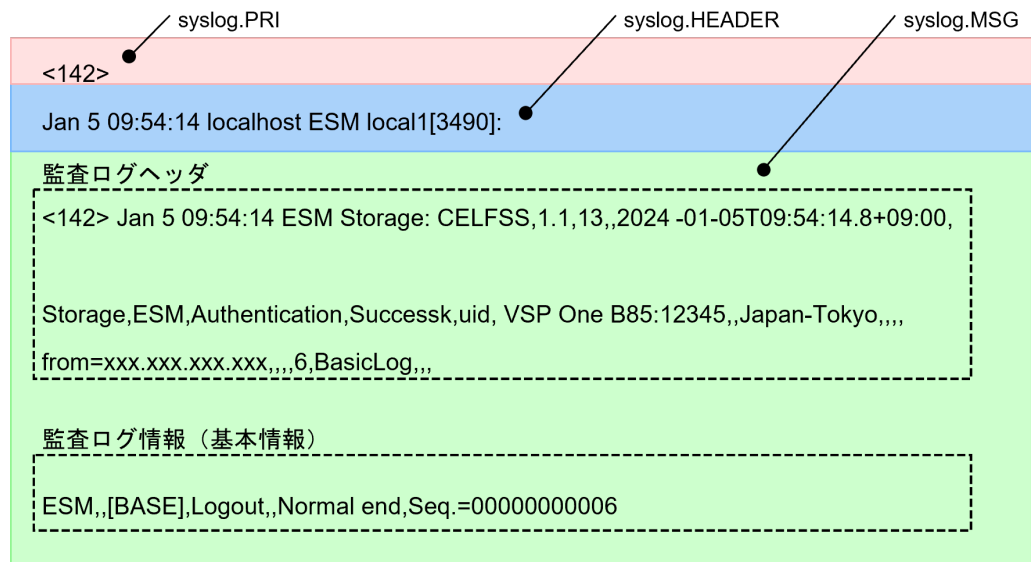 syslog.PRI
syslog.HEADER
syslog.MSG
<142>
Jan 5 09:54:14 localhost ESM local1[3490]:
監査ログヘッダ
<142> Jan 5 09:54:14 ESM Storage: CELFSS,1.1,13,,2024 -01-05T09:54:14.8+09:00,
Storage,ESM,Authentication,Successk,uid, VSP One B85:12345,,Japan-Tokyo,,,,
from=xxx.xxx.xxx.xxx,,,,6,BasicLog,,,
監査ログ情報（基本情報）
ESM,,[BASE],Logout,,Normal end,Seq.=00000000006